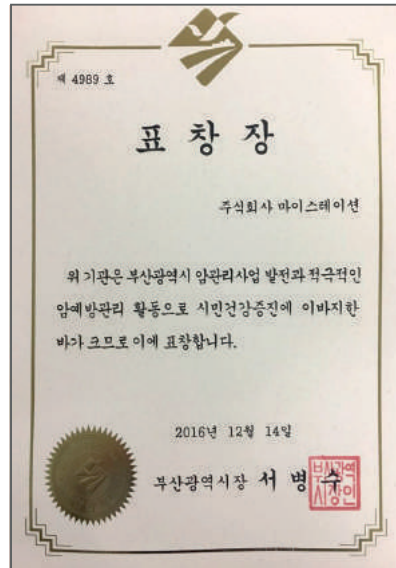 제 4989 호
표 창 장
주식회사 마이스테이션
위 기관은 부산광역시 암관리사업 발전과 적극적인
암예방관리 활동으로 시민건강증진에 이바지한
바가 크므로 이에 표창합니다.
2016년 12월 14일
부산광역시장 서 병 수
부산광역
시장인